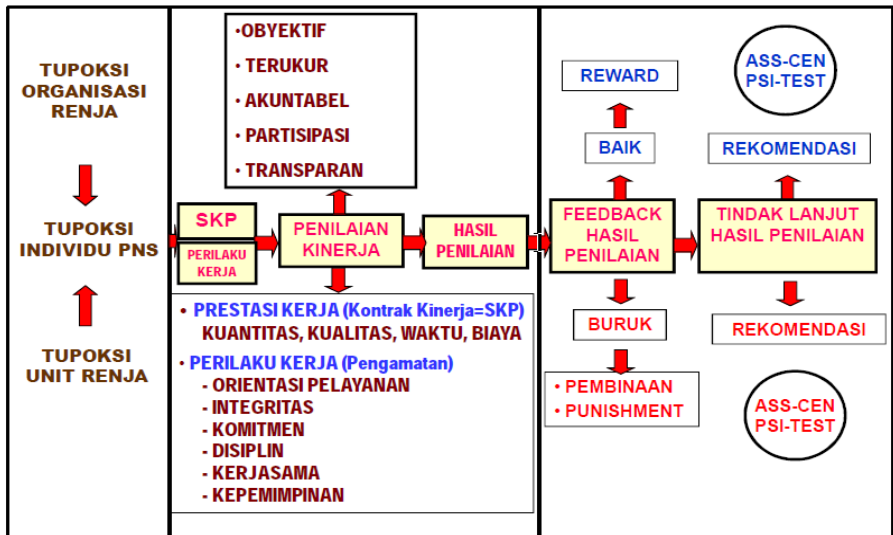 TUPOKSI
ORGANISASI
RENJA
TUPOKSI
INDIVIDU PNS
TUPOKSI
UNIT RENJA
•OBYEKTIF
• TERUKUR
• AKUNTABEL
• PARTISIPASI
• TRANSPARAN
SKP
PERILAKU
KERJA
PENILAIAN
KINERJA
HASIL
PENILAIAN
• PRESTASI KERJA (Kontrak Kinerja=SKP)
KUANTITAS, KUALITAS, WAKTU, BIAYA
• PERILAKU KERJA (Pengamatan)
- ORIENTASI PELAYANAN
- INTEGRITAS
- KOMITMEN
- DISIPLIN
- KERJASAMA
- KEPEMIMPINAN
REWARD
BAIK
FEEDBACK
HASIL
PENILAIAN
BURUK
• PEMBINAAN
• PUNISHMENT
ASS-CEN
PSI-TEST
REKOMENDASI
TINDAK LANJUT
HASIL PENILAIAN
REKOMENDASI
ASS-CEN
PSI-TEST